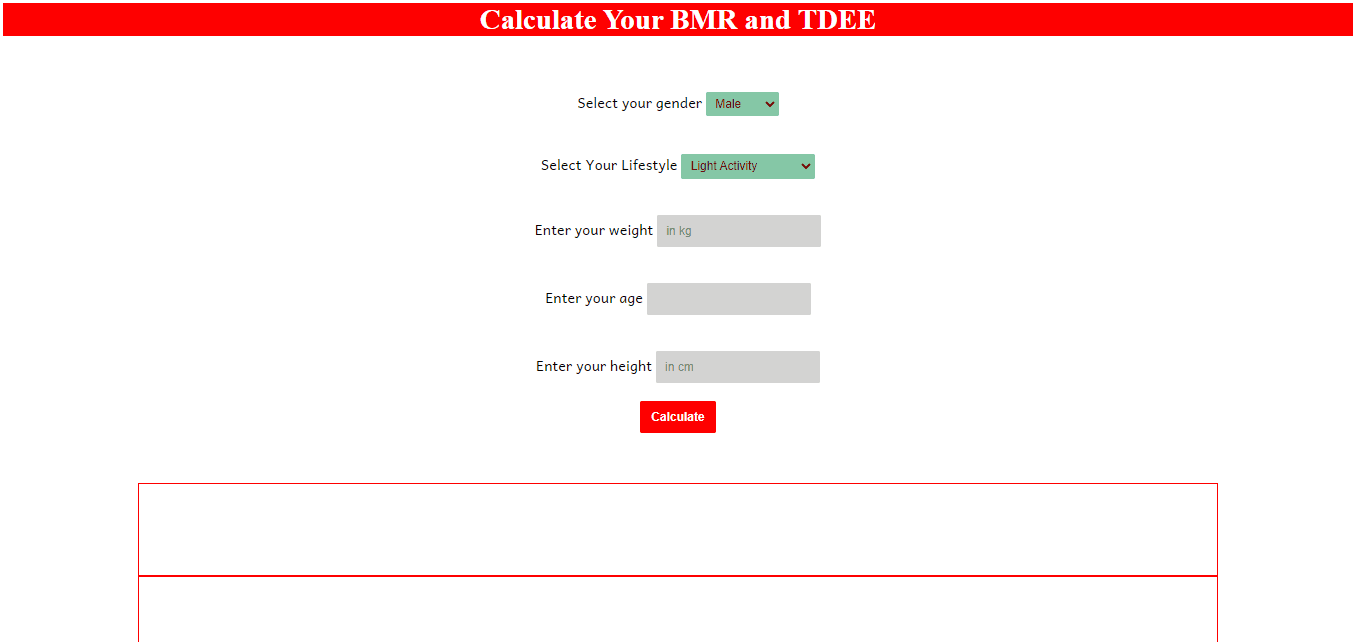 Calculate Your BMR and TDEE
Select your gender Male
Select Your Lifestyle Light Activity
Enter your weight in kg
Enter your age
Enter your height in cm
Calculate